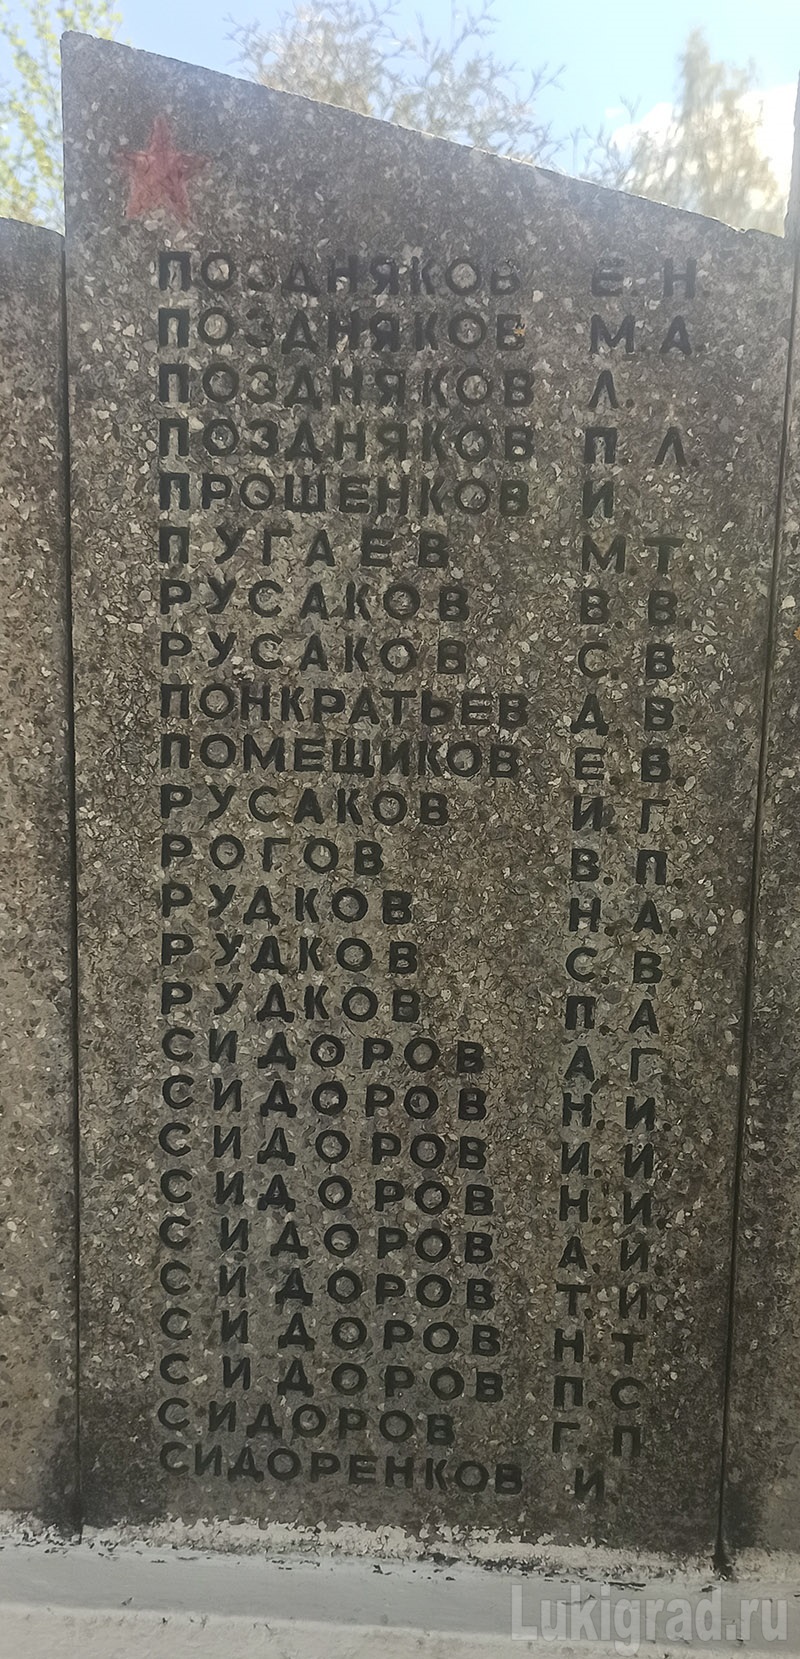 ПОЗДНЯКОВ Е. Н.
ПОЗДНЯКОВ М. А.
ПОЗДНЯКОВ Л.
ПОЗДНЯКОВ П Л.
ПРОШЕНКОВ И
ПУГАЕВ М. Т.
РУСАКОВ В. В
РУСАКОВ С. В
ПОНКРАТЬЕВ Д. В.
ПОМЕЩИКОВ Е В.
РУСАКОВ И. Г.
РОГОВ В. П.
РУДКОВ Н. А.
РУДКОВ С. В
РУДКОВ П. А.
СИДОРОВ А. Г.
СИДОРОВ Н. И.
СИДОРОВ И. И
СИДОРОВ Н. И.
СИДОРОВ А. И.
СИДОРОВ Т. И
СИДОРОВ Н. Т
СИДОРОВ П. С
СИДОРОВ Г. П
СИДОРЕНКОВ И
Lukigrad.ru